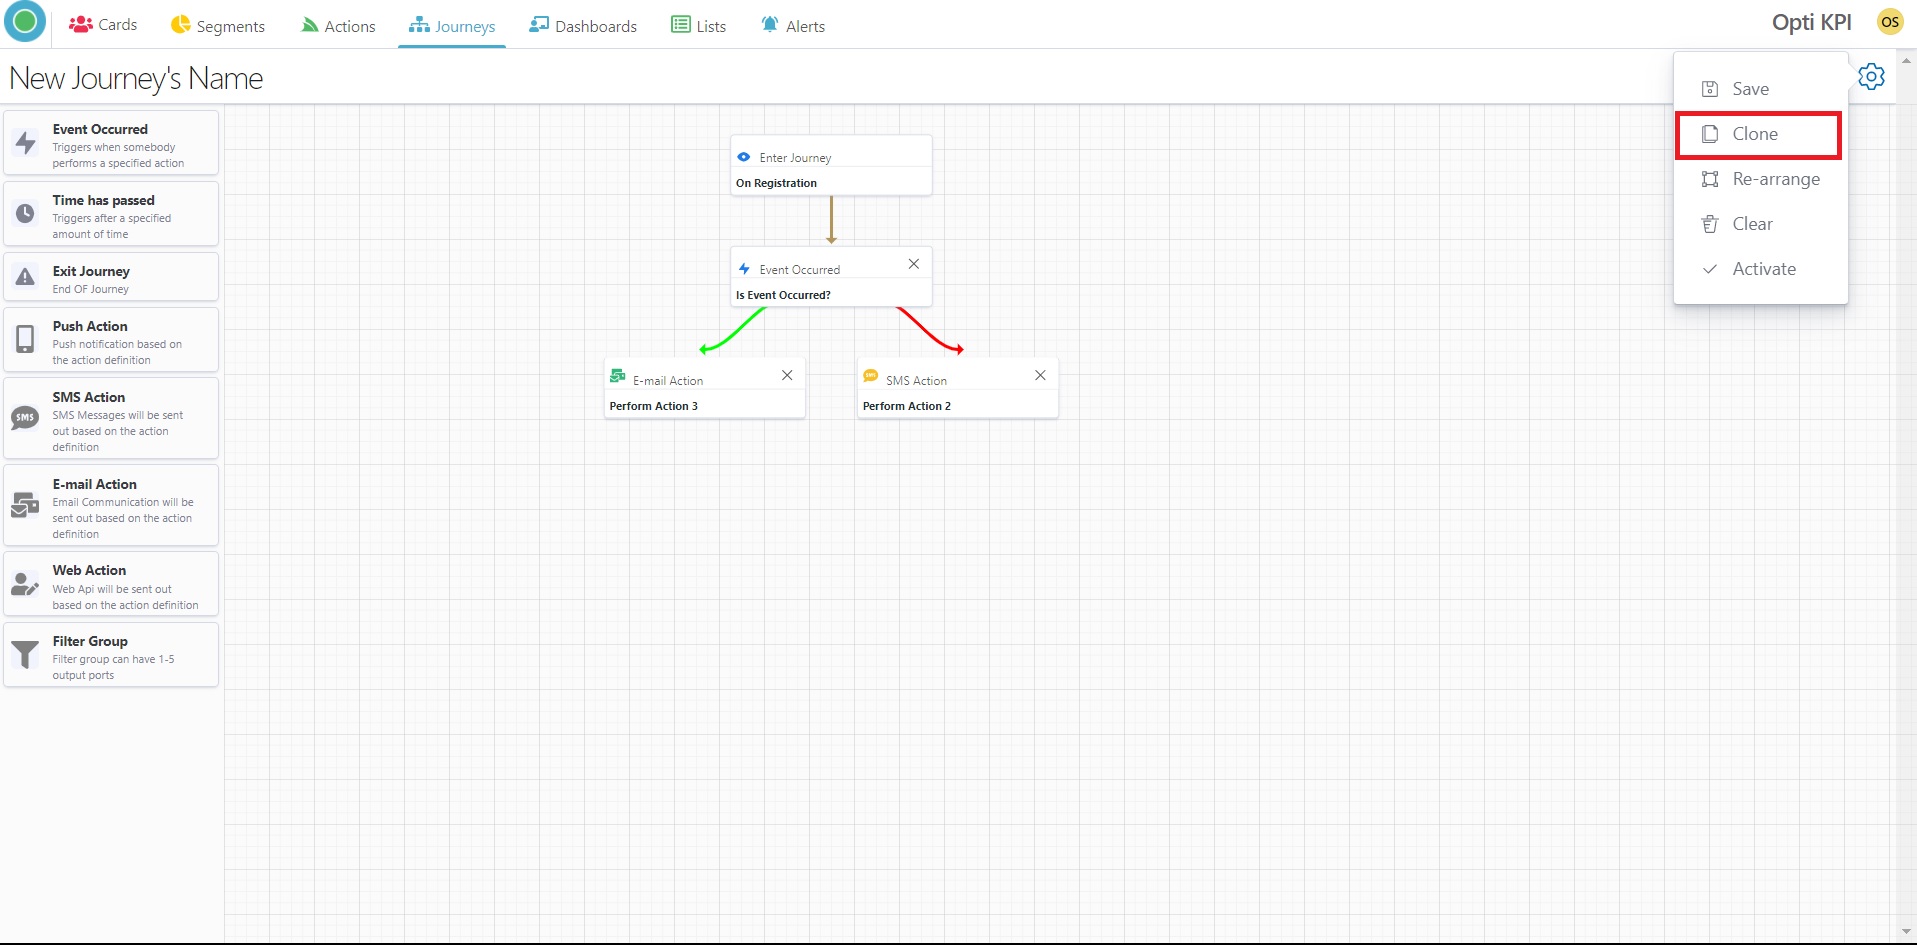 Cards
Segments
Actions
Journeys
Dashboards
Lists
Alerts
Opti KPI
OS
New Journey's Name
Save
Clone
Re-arrange
Clear
Activate
Event Occurred
Triggers when somebody
performs a specified action
Time has passed
Triggers after a specified
amount of time
Exit Journey
End OF Journey
Push Action
Push notification based on
the action definition
SMS
SMS Action
SMS Messages will be sent
out based on the action
definition
E-mail Action
Email Communication will be
sent out based on the action
definition
Web Action
Web Api will be sent out
based on the action definition
Filter Group
Filter group can have 1-5
output ports
Enter Journey
On Registration
Event Occurred
Is Event Occurred?
E-mail Action
Perform Action 3
SMS
SMS Action
Perform Action 2